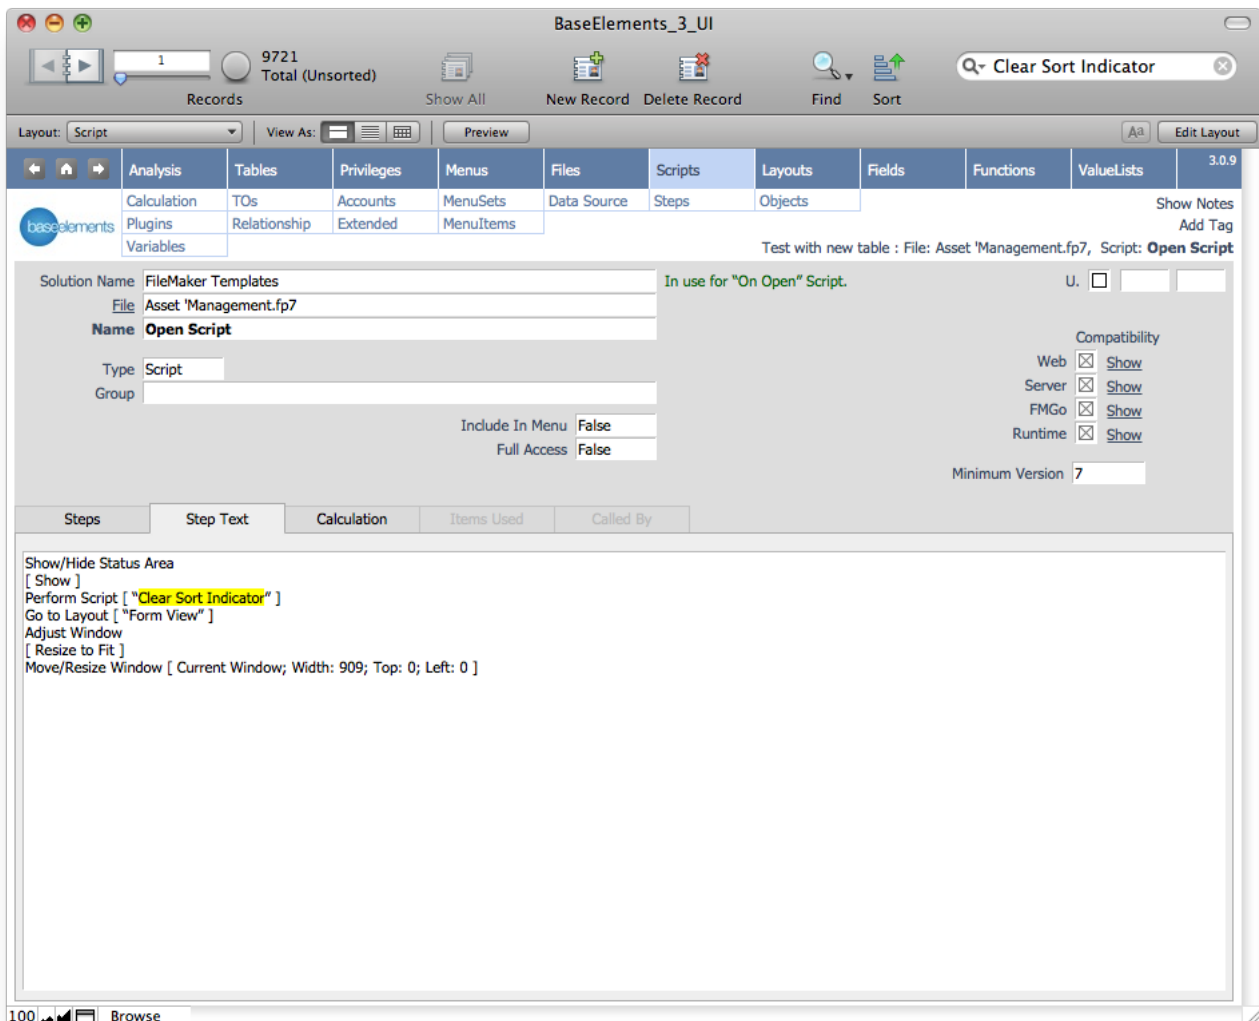 BaseElements_3_UI
1
9721
Total (Unsorted)
Clear Sort Indicator
Records
Show All
New Record
Delete Record
Find
Sort
Layout: Script
View As:
Preview
Aa
Edit Layout
Analysis
Tables
Privileges
Menus
Files
Scripts
Layouts
Fields
Functions
ValueLists
3.0.9
Calculation
TOs
Accounts
MenuSets
Data Source
Steps
Objects
Show Notes
baseelements
Plugins
Relationship
Extended
MenuItems
Add Tag
Variables
Test with new table : File: Asset 'Management.fp7, Script: Open Script
Solution Name FileMaker Templates
In use for “On Open” Script.
U.
File Asset 'Management.fp7
Name Open Script
Compatibility
Type Script
Web Show
Group
Server Show
FMGo Show
Include In Menu False
Runtime Show
Full Access False
Minimum Version 7
Steps
Step Text
Calculation
Items Used
Called By
Show/Hide Status Area
[ Show ]
Perform Script [ “Clear Sort Indicator” ]
Go to Layout [ “Form View” ]
Adjust Window
[ Resize to Fit ]
Move/Resize Window [ Current Window; Width: 909; Top: 0; Left: 0 ]
100
Browse